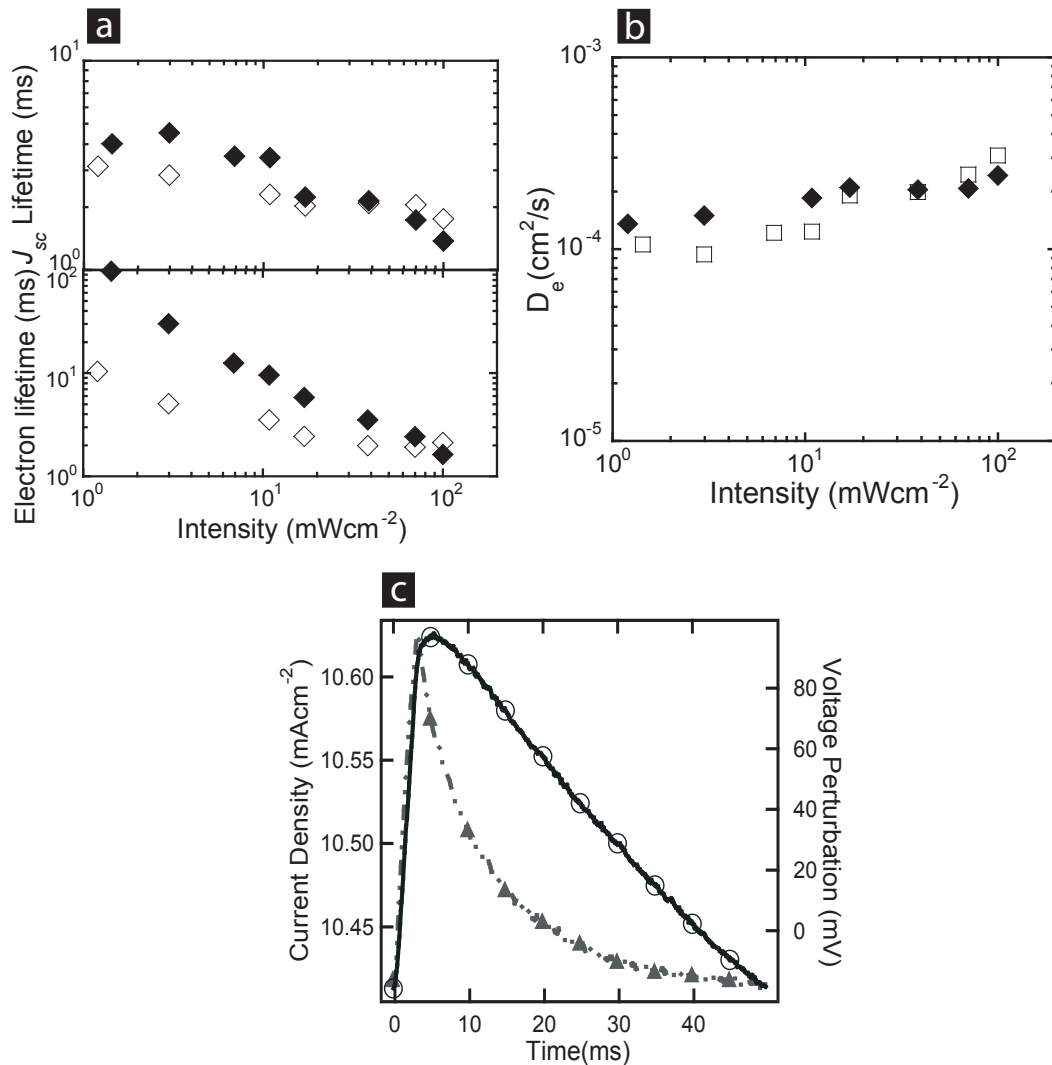 a
10^1
J_sc Lifetime (ms)
10^0
10^2
Electron lifetime (ms)
10^1
10^0
10^0 10^1 10^2
Intensity (mWcm^-2)
b
10^-3
D_e(cm^2/s)
10^-4
10^-5
10^0 10^1 10^2
Intensity (mWcm^-2)
c
Current Density (mAcm^-2)
10.60
10.55
10.50
10.45
Voltage Perturbation (mV)
80
60
40
20
0
0 10 20 30 40
Time(ms)